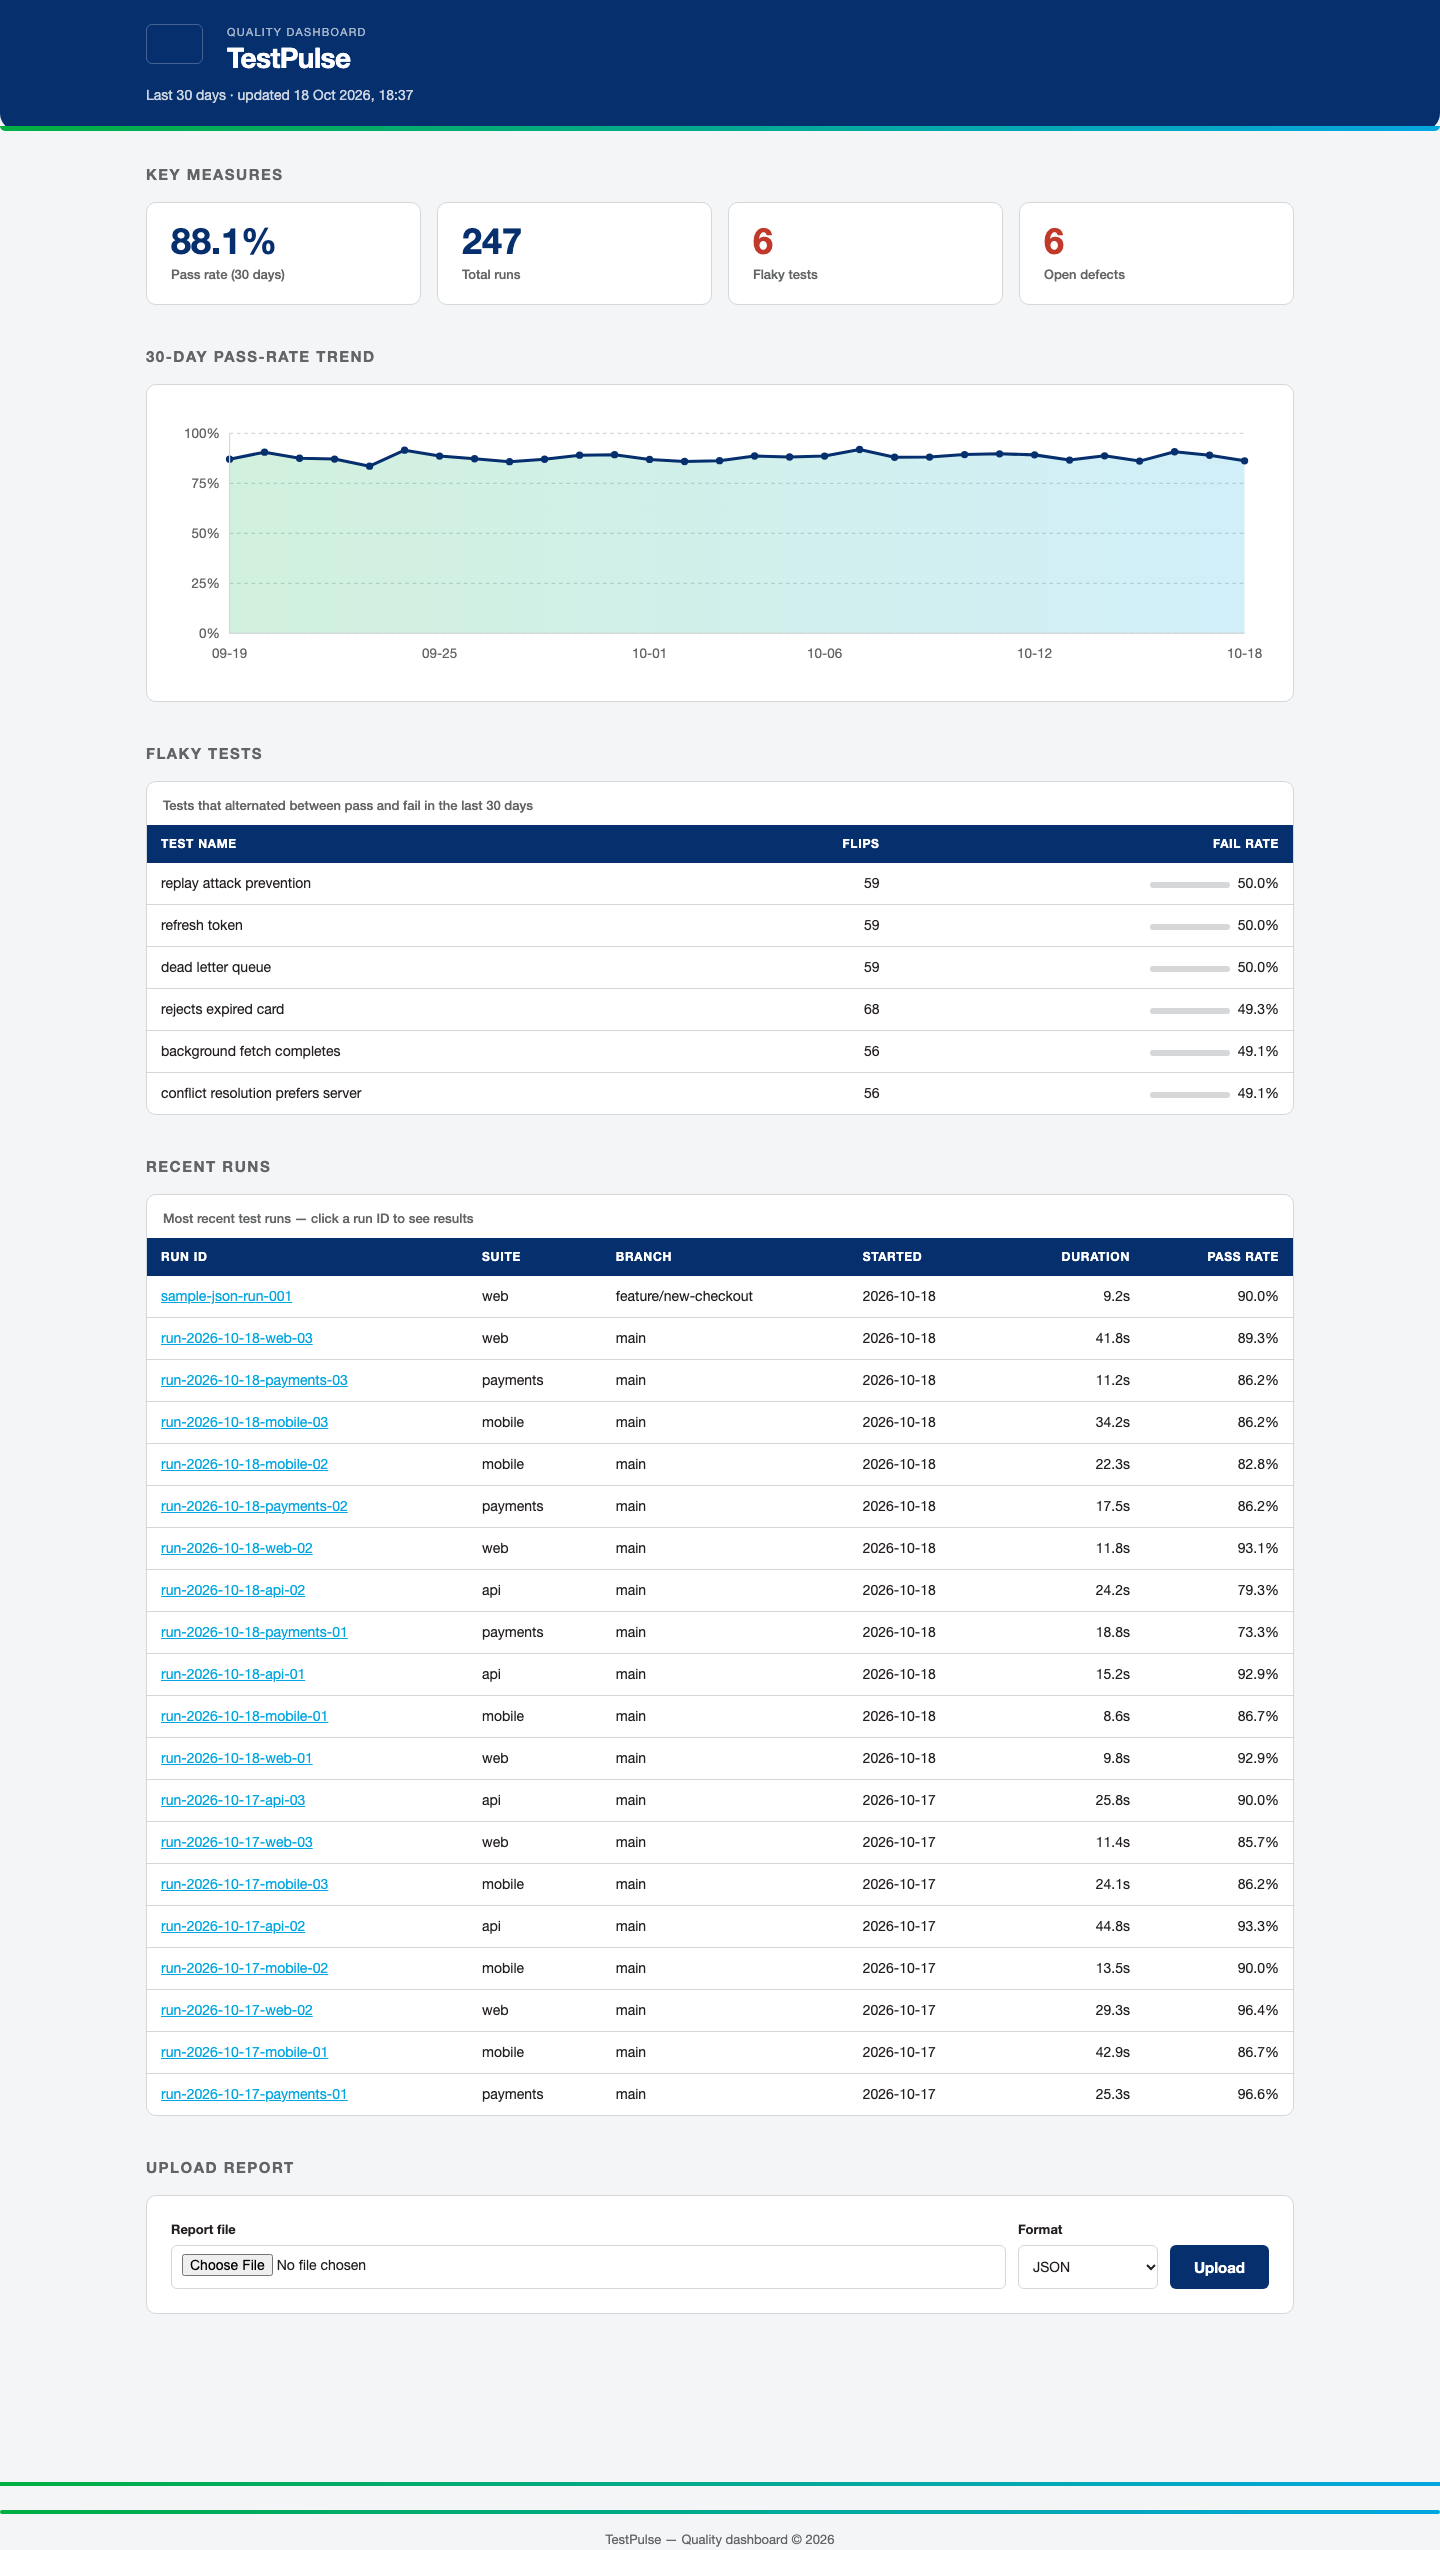 QUALITY DASHBOARD
TestPulse
Last 30 days · updated 18 Oct 2026, 18:37
KEY MEASURES
88.1% 247 6 6
Pass rate (30 days) Total runs Flaky tests Open defects
30-DAY PASS-RATE TREND
100%
75%
50%
25%
0%
09-19 09-25 10-01 10-06 10-12 10-18
FLAKY TESTS
Tests that alternated between pass and fail in the last 30 days
TEST NAME FLIPS FAIL RATE
replay attack prevention 59 50.0%
refresh token 59 50.0%
dead letter queue 59 50.0%
rejects expired card 68 49.3%
background fetch completes 56 49.1%
conflict resolution prefers server 56 49.1%
RECENT RUNS
Most recent test runs — click a run ID to see results
RUN ID SUITE BRANCH STARTED DURATION PASS RATE
sample-json-run-001 web feature/new-checkout 2026-10-18 9.2s 90.0%
run-2026-10-18-web-03 web main 2026-10-18 41.8s 89.3%
run-2026-10-18-payments-03 payments main 2026-10-18 11.2s 86.2%
run-2026-10-18-mobile-03 mobile main 2026-10-18 34.2s 86.2%
run-2026-10-18-mobile-02 mobile main 2026-10-18 22.3s 82.8%
run-2026-10-18-payments-02 payments main 2026-10-18 17.5s 86.2%
run-2026-10-18-web-02 web main 2026-10-18 11.8s 93.1%
run-2026-10-18-api-02 api main 2026-10-18 24.2s 79.3%
run-2026-10-18-payments-01 payments main 2026-10-18 18.8s 73.3%
run-2026-10-18-api-01 api main 2026-10-18 15.2s 92.9%
run-2026-10-18-mobile-01 mobile main 2026-10-18 8.6s 86.7%
run-2026-10-18-web-01 web main 2026-10-18 9.8s 92.9%
run-2026-10-17-api-03 api main 2026-10-17 25.8s 90.0%
run-2026-10-17-web-03 web main 2026-10-17 11.4s 85.7%
run-2026-10-17-mobile-03 mobile main 2026-10-17 24.1s 86.2%
run-2026-10-17-api-02 api main 2026-10-17 44.8s 93.3%
run-2026-10-17-mobile-02 mobile main 2026-10-17 13.5s 90.0%
run-2026-10-17-web-02 web main 2026-10-17 29.3s 96.4%
run-2026-10-17-mobile-01 mobile main 2026-10-17 42.9s 86.7%
run-2026-10-17-payments-01 payments main 2026-10-17 25.3s 96.6%
UPLOAD REPORT
Report file Format
Choose File No file chosen JSON Upload
TestPulse — Quality dashboard © 2026